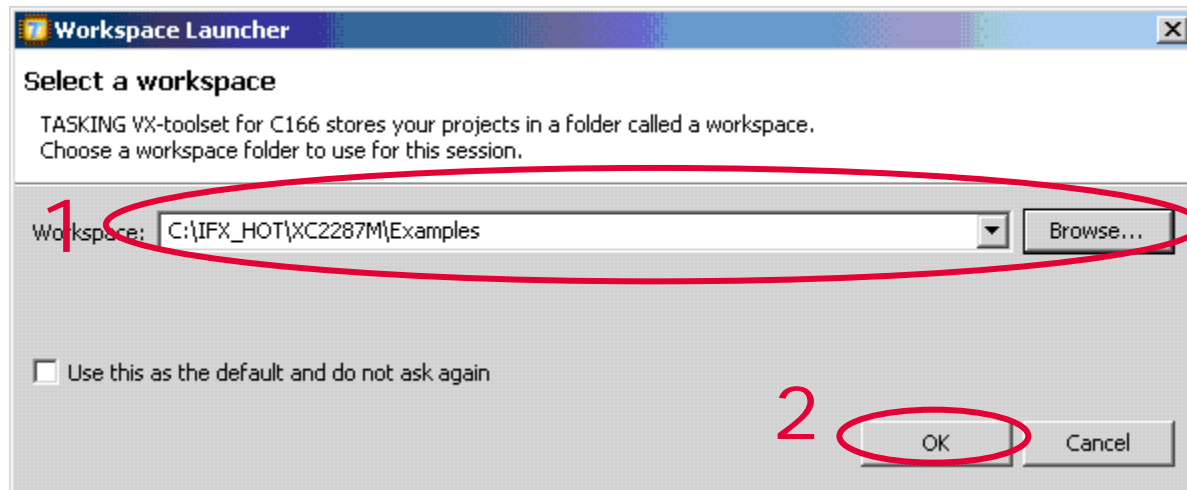 Workspace Launcher
Select a workspace
TASKING VX-toolset for C166 stores your projects in a folder called a workspace.
Choose a workspace folder to use for this session.
1
Workspace: C:\IFX_HOT\XC2287M\Examples Browse...
Use this as the default and do not ask again
2
OK Cancel